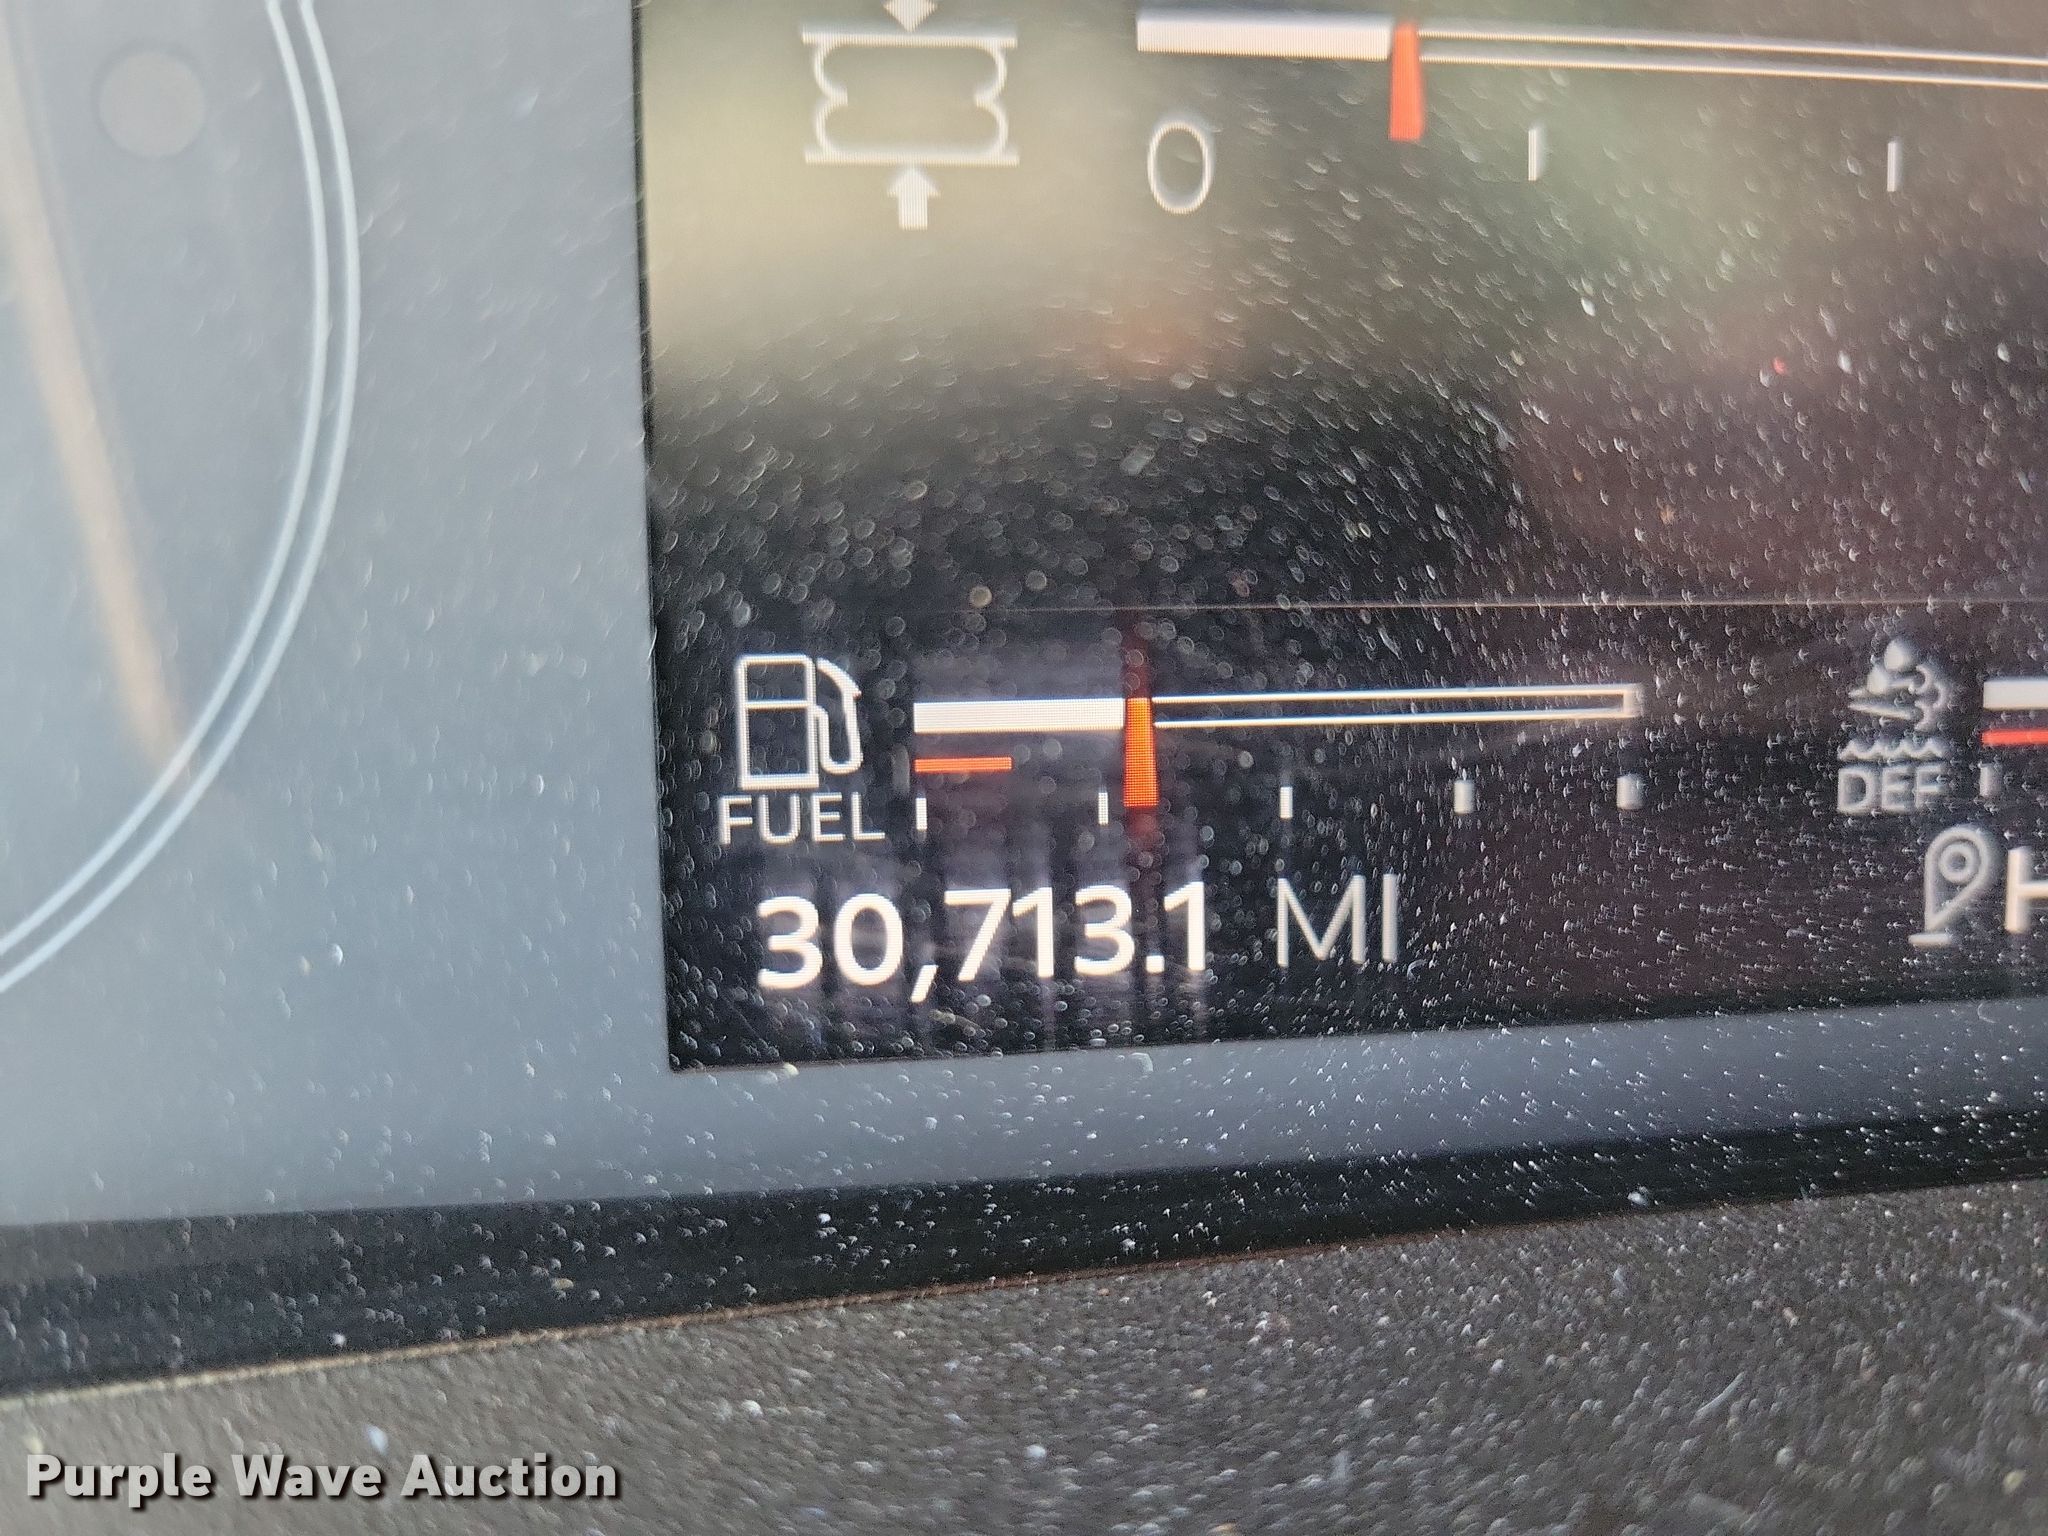 0
FUEL
DEF
30,713.1 MI
H
Purple Wave Auction